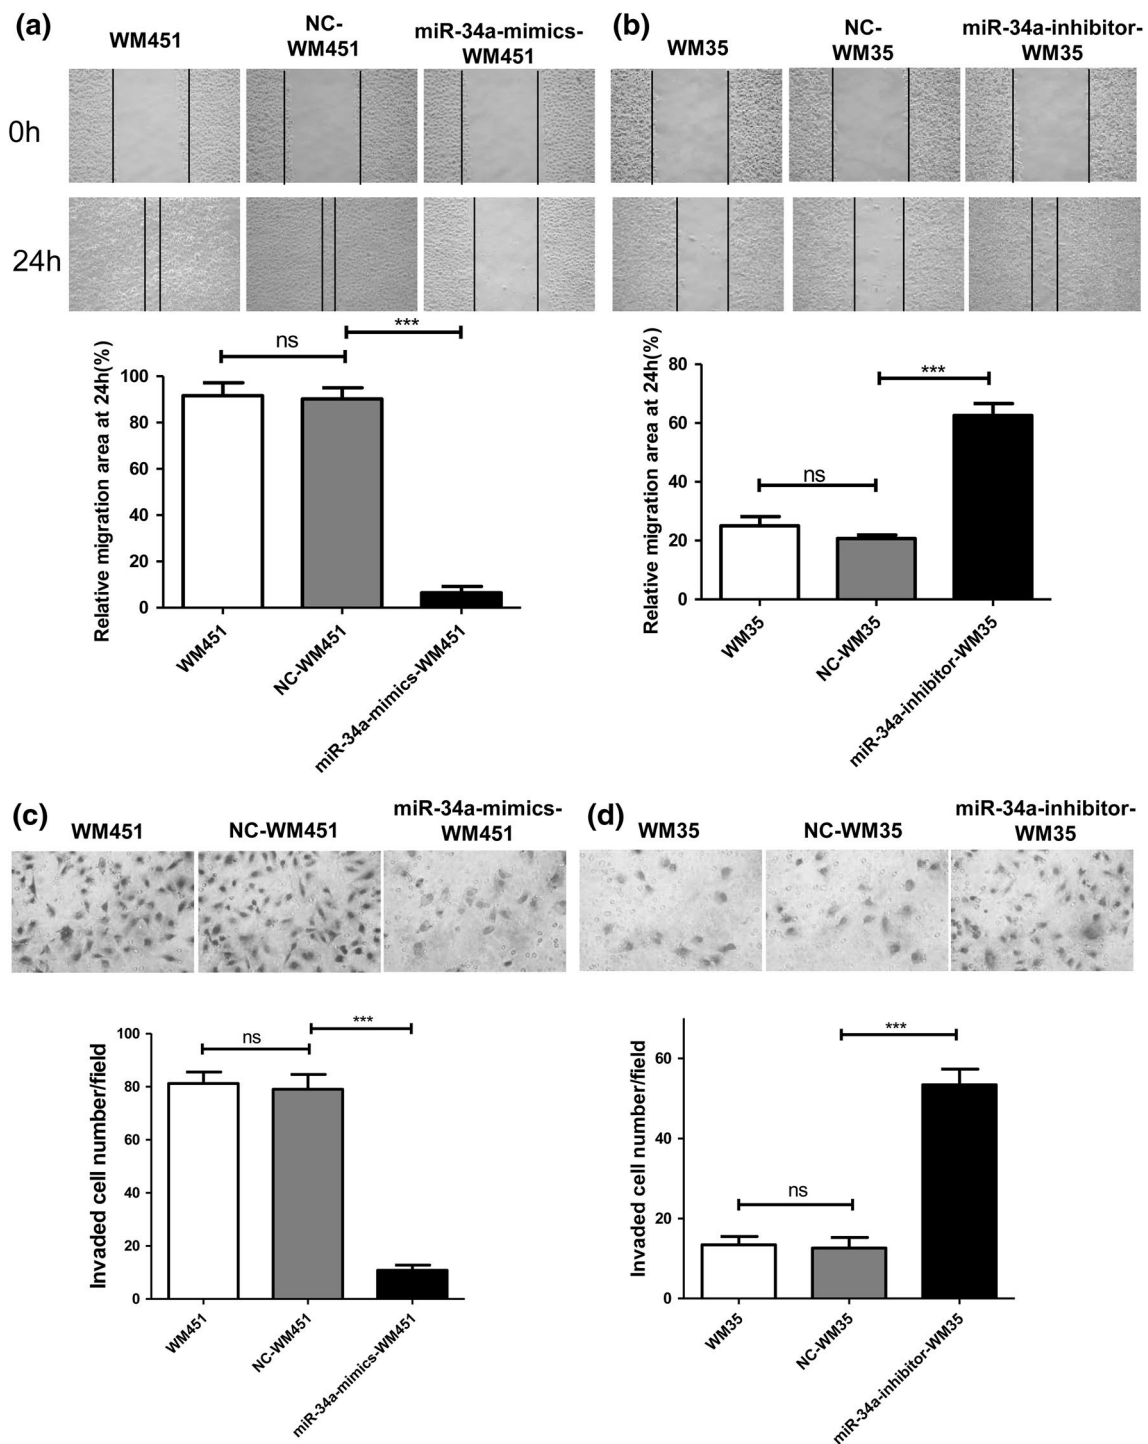 (a)
WM451
NC-
WM451
miR-34a-mimics-
WM451
(b)
WM35
NC-
WM35
miR-34a-inhibitor-
WM35
0h
24h
Relative migration area at 24h(%)
100
80
60
40
20
0
ns
***
WM451
NC-WM451
miR-34a-mimics-WM451
Relative migration area at 24h(%)
80
60
40
20
0
ns
***
WM35
NC-WM35
miR-34a-inhibitor-WM35
(c)
WM451
NC-WM451
miR-34a-mimics-
WM451
(d)
WM35
NC-WM35
miR-34a-inhibitor-
WM35
Invaded cell number/field
100
80
60
40
20
0
ns
***
WM451
NC-WM451
miR-34a-mimics-WM451
Invaded cell number/field
60
40
20
0
ns
***
WM35
NC-WM35
miR-34a-inhibitor-WM35